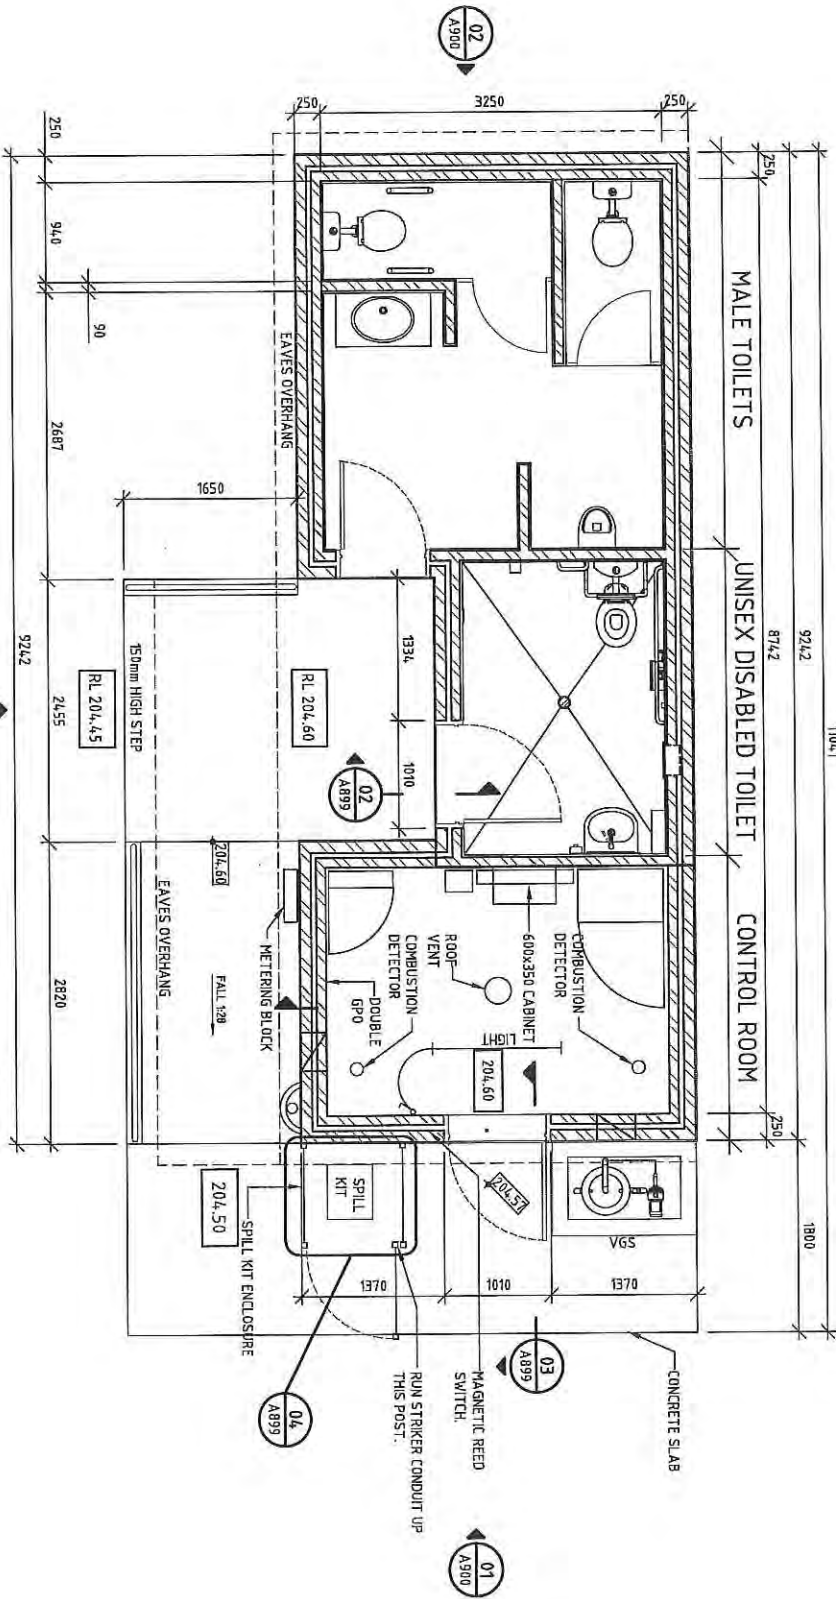 02
A900
250
3250
250
250
940
90
2687
2455
2820
9242
250
8742
9242
11041
250
1800
MALE TOILETS
UNISEX DISABLED TOILET
CONTROL ROOM
EAVES OVERHANG
1650
1334
1010
150mm HIGH STEP
RL 204.45
RL 204.60
02
A899
204.60
EAVES OVERHANG
FALL 1:28
METERING BLOCK
DOUBLE
GPO
COMBUSTION
DETECTOR
ROOF
VENT
600x350 CABINET
COMBUSTION
DETECTOR
LIGHT
204.60
204.57
SPILL
KIT
204.50
SPILL KIT ENCLOSURE
VGS
1370
1010
1370
04
A899
RUN STRIKER CONDUIT UP
THIS POST.
MAGNETIC REED
SWITCH.
03
A899
CONCRETE SLAB
01
A900